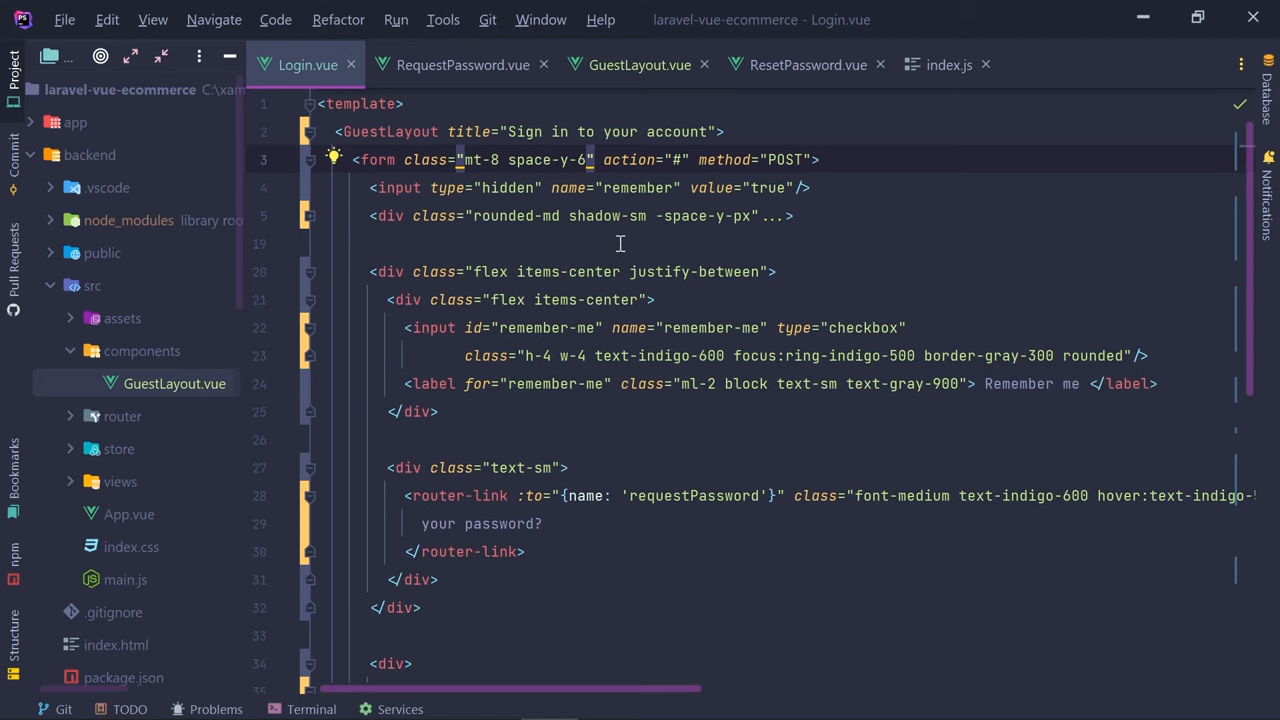 PS File Edit View Navigate Code Refactor Run Tools Git Window Help laravel-vue-ecommerce - Login.vue
... Login.vue RequestPassword.vue GuestLayout.vue ResetPassword.vue JS index.js
Project
Commit
Pull Requests
Bookmarks
npm
Structure
laravel-vue-ecommerce
app
backend
.vscode
node_modules library
public
src
assets
components
GuestLayout.vue
router
store
views
App.vue
index.css
JS main.js
.gitignore
index.html
package.json
1 <template>
2 <GuestLayout title="Sign in to your account">
3 <form class="mt-8 space-y-6" action="#" method="POST">
4 <input type="hidden" name="remember" value="true"/>
5 <div class="rounded-md shadow-sm -space-y-px"...>
19
20 <div class="flex items-center justify-between">
21 <div class="flex items-center">
22 <input id="remember-me" name="remember-me" type="checkbox"
23 class="h-4 w-4 text-indigo-600 focus:ring-indigo-500 border-gray-300 rounded"/>
24 <label for="remember-me" class="ml-2 block text-sm text-gray-900"> Remember me </label>
25 </div>
26
27 <div class="text-sm">
28 <router-link :to="{name: 'requestPassword'}" class="font-medium text-indigo-600 hover:text-indigo-
29 your password?
30 </router-link>
31 </div>
32 </div>
33
34 <div>
35
Database
Notifications
Git TODO Problems Terminal Services